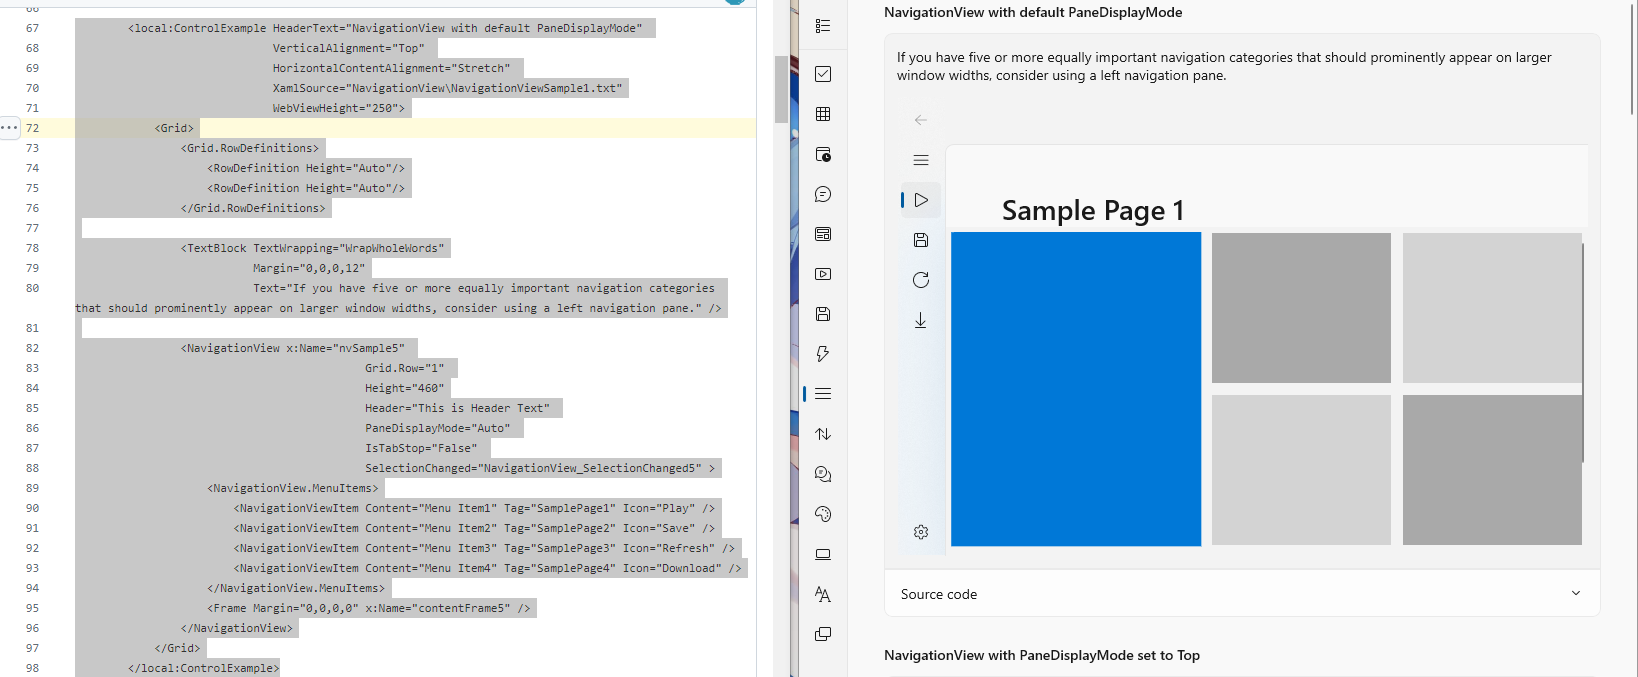 66
67 <local:ControlExample HeaderText="NavigationView with default PaneDisplayMode"
68 VerticalAlignment="Top"
69 HorizontalContentAlignment="Stretch"
70 XamlSource="NavigationView\NavigationViewSample1.txt"
71 WebViewHeight="250">
72 <Grid>
73 <Grid.RowDefinitions>
74 <RowDefinition Height="Auto"/>
75 <RowDefinition Height="Auto"/>
76 </Grid.RowDefinitions>
77
78 <TextBlock TextWrapping="WrapWholeWords"
79 Margin="0,0,0,12"
80 Text="If you have five or more equally important navigation categories
that should prominently appear on larger window widths, consider using a left navigation pane." />
81
82 <NavigationView x:Name="nvSample5"
83 Grid.Row="1"
84 Height="460"
85 Header="This is Header Text"
86 PaneDisplayMode="Auto"
87 IsTabStop="False"
88 SelectionChanged="NavigationView_SelectionChanged5" >
89 <NavigationView.MenuItems>
90 <NavigationViewItem Content="Menu Item1" Tag="SamplePage1" Icon="Play" />
91 <NavigationViewItem Content="Menu Item2" Tag="SamplePage2" Icon="Save" />
92 <NavigationViewItem Content="Menu Item3" Tag="SamplePage3" Icon="Refresh" />
93 <NavigationViewItem Content="Menu Item4" Tag="SamplePage4" Icon="Download" />
94 </NavigationView.MenuItems>
95 <Frame Margin="0,0,0,0" x:Name="contentFrame5" />
96 </NavigationView>
97 </Grid>
98 </local:ControlExample>
NavigationView with default PaneDisplayMode
If you have five or more equally important navigation categories that should prominently appear on larger
window widths, consider using a left navigation pane.
Sample Page 1
Source code
NavigationView with PaneDisplayMode set to Top